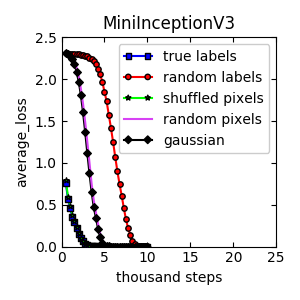 MiniInceptionV3
2.5
2.0
1.5
1.0
0.5
0.0
average_loss
true labels
random labels
shuffled pixels
random pixels
gaussian
0 5 10 15 20 25
thousand steps